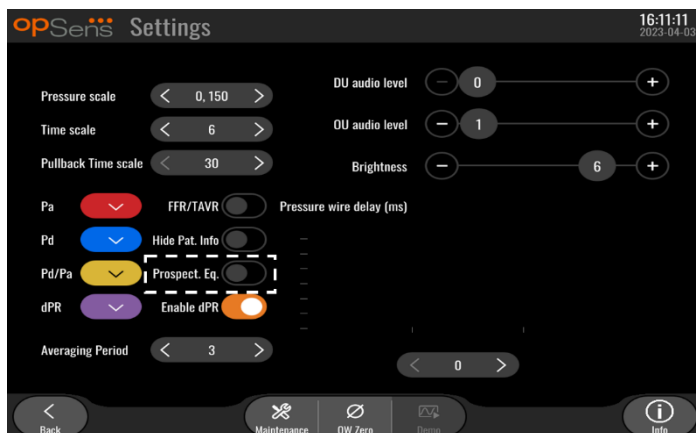 opSens Settings
16:11:11
2023-04-03
Pressure scale 0, 150
DU audio level 0
Time scale 6
OU audio level 1
Pullback Time scale 30
Brightness 6
Pa
FFR/TAVR
Pressure wire delay (ms)
Pd
Hide Pat. Info
Pd/Pa
Prospect. Eq.
dPR
Enable dPR
Averaging Period 3
0
Back
Maintenance
OW Zero
Demo
Info